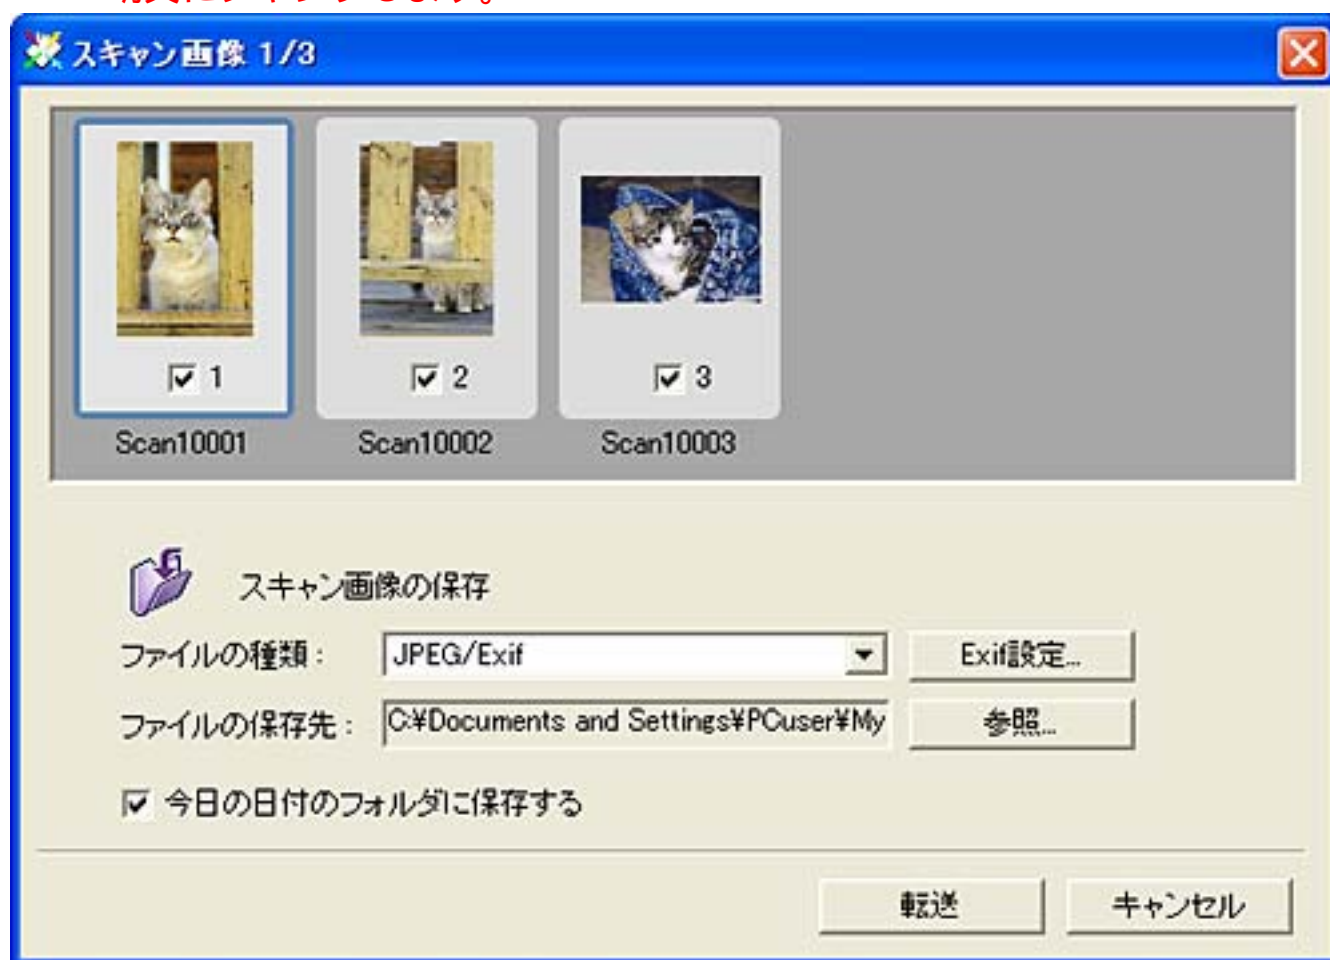 スキャン画像 1/3
1
2
3
Scan10001
Scan10002
Scan10003
スキャン画像の保存
ファイルの種類：
JPEG/Exif
Exif設定...
ファイルの保存先：
C:¥Documents and Settings¥PCuser¥My
参照...
今日の日付のフォルダに保存する
転送
キャンセル